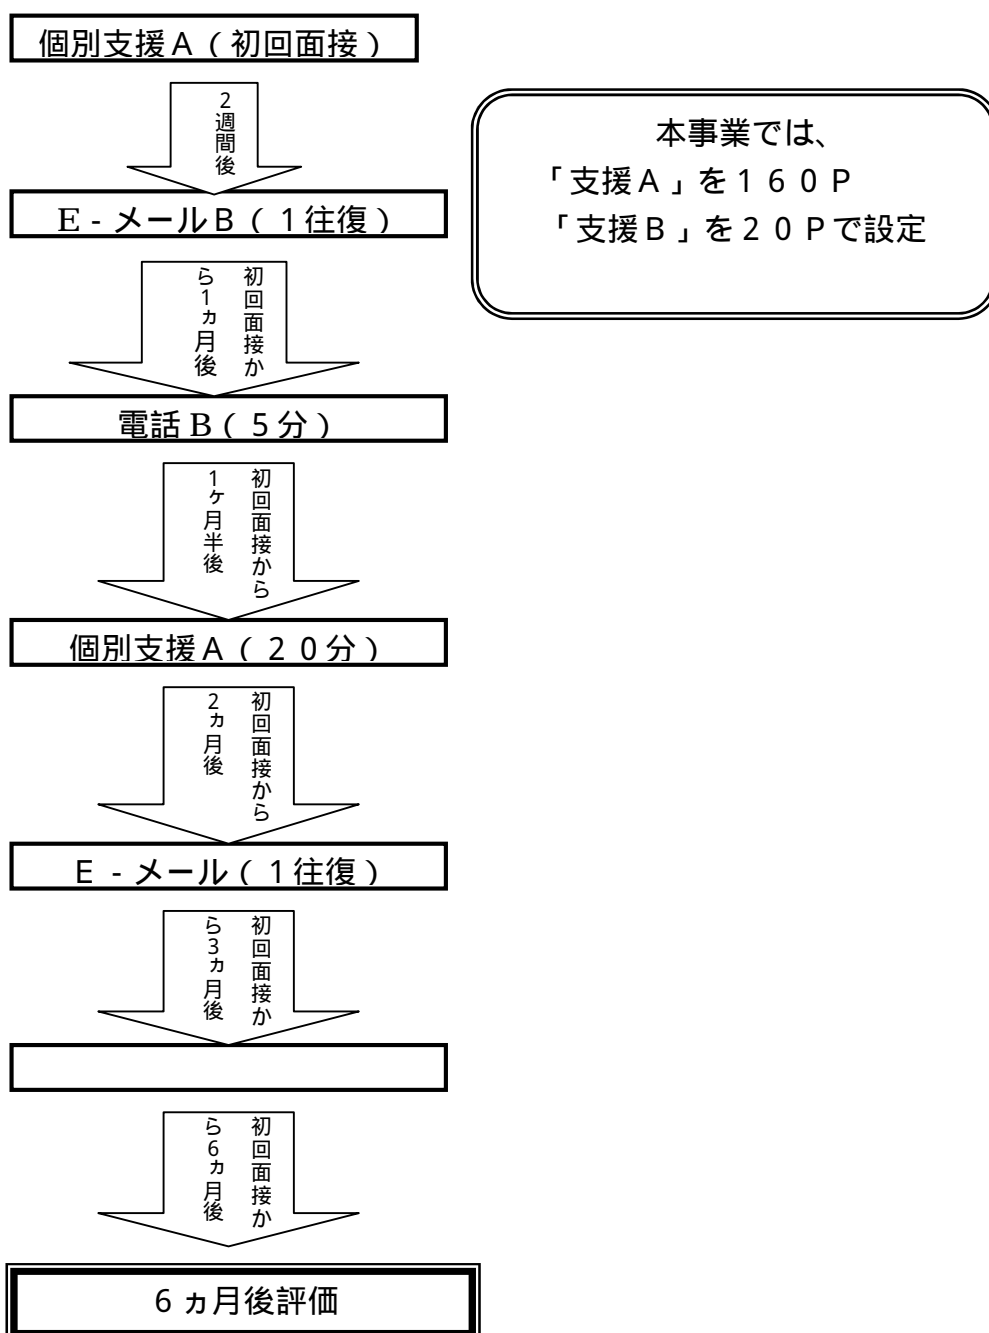 個別支援A(初回面接)
2週間後
本事業では、
「支援A」を160P
「支援B」を20Pで設定
E-メールB(1往復)
初回面接か
ら1ヵ月後
電話B(5分)
初回面接から
1ヶ月半後
個別支援A(20分)
初回面接から
2ヵ月後
E-メール(1往復)
初回面接か
ら3ヵ月後
初回面接か
ら6ヵ月後
6ヵ月後評価